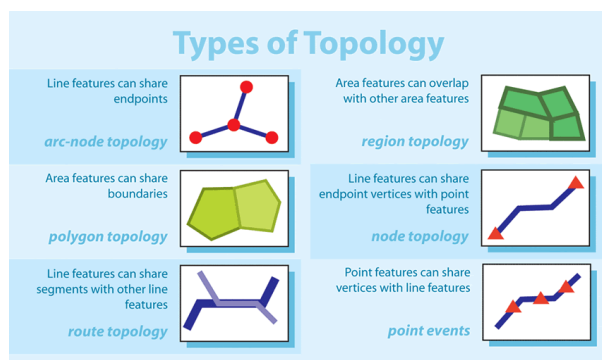 Types of Topology
Line features can share
endpoints
arc-node topology
Area features can share
boundaries
polygon topology
Line features can share
segments with other line
features
route topology
Area features can overlap
with other area features
region topology
Line features can share
endpoint vertices with point
features
node topology
Point features can share
vertices with line features
point events